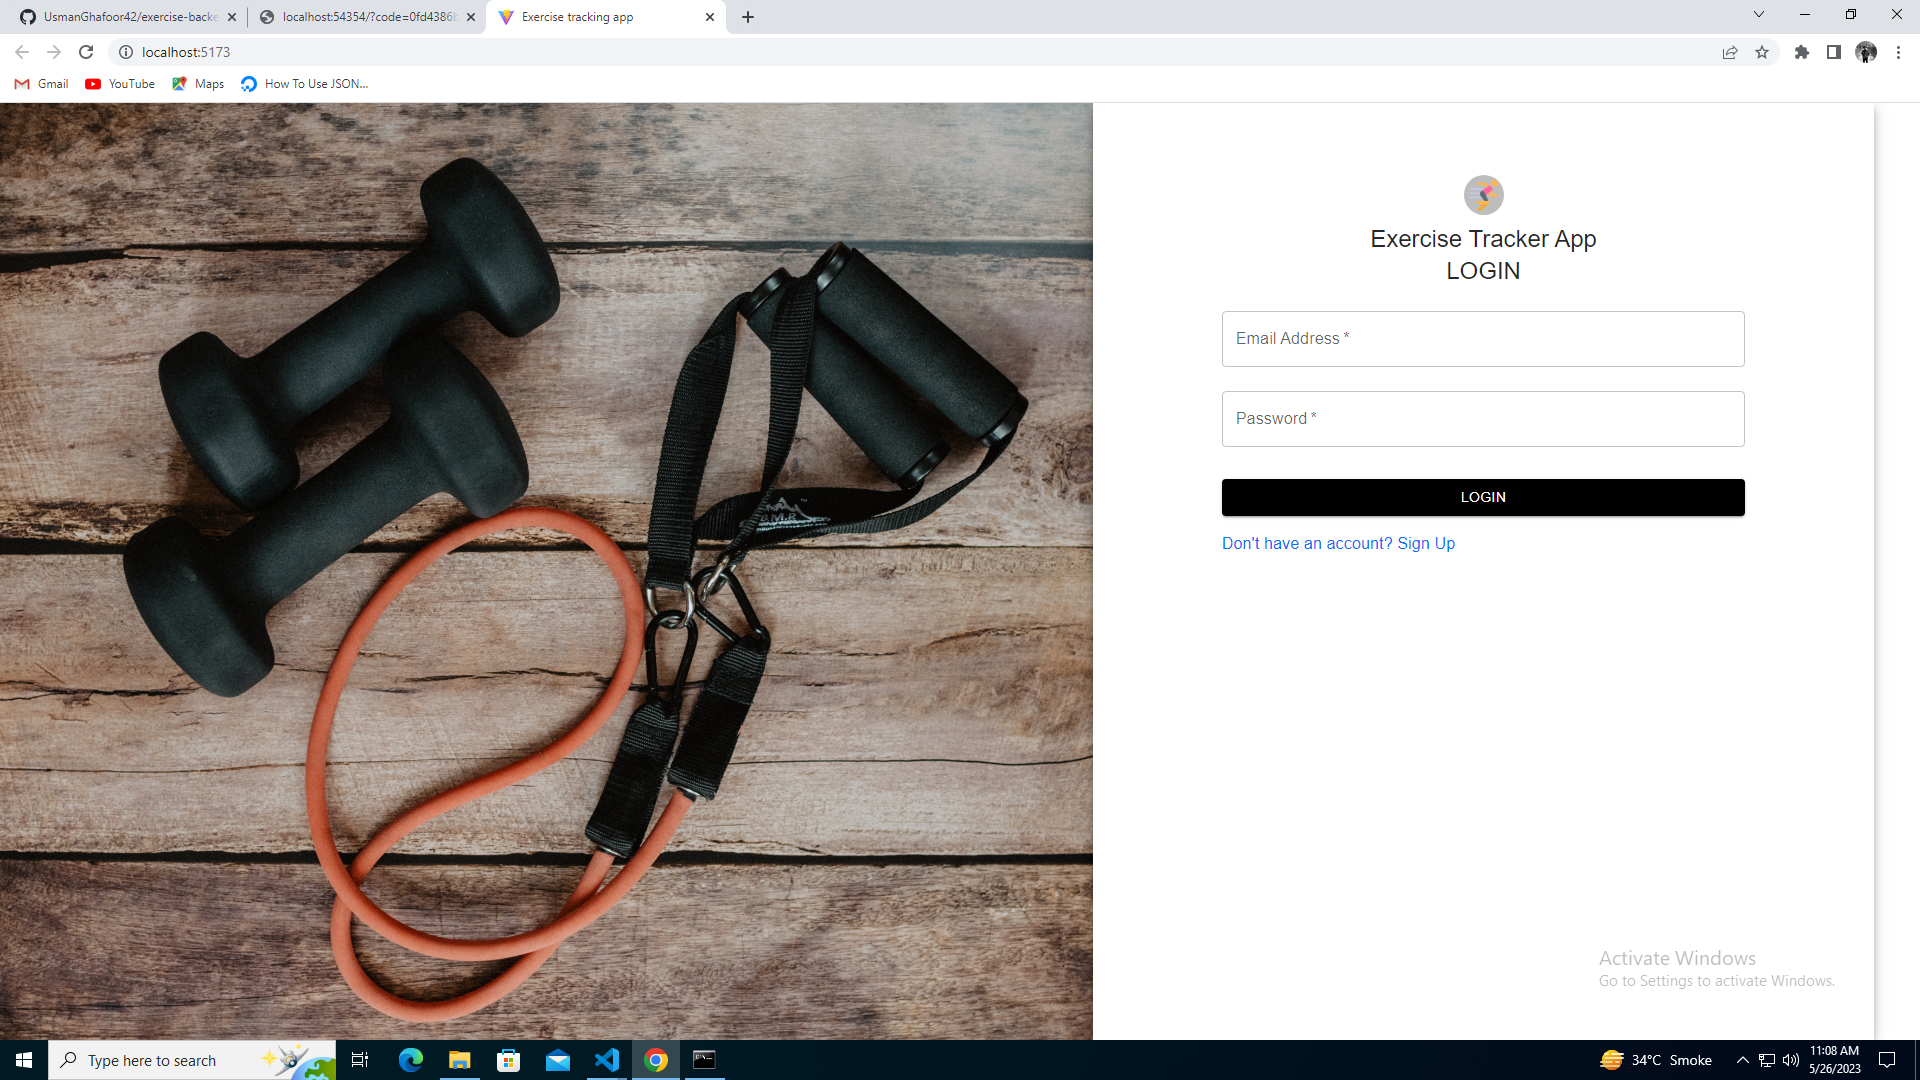 UsmanGhafoor42/exercise-backe
localhost:54354/?code=0fd4386b
Exercise tracking app
localhost:5173
Gmail
YouTube
Maps
How To Use JSON...
Exercise Tracker App
LOGIN
Email Address *
Password *
LOGIN
Don't have an account? Sign Up
Activate Windows
Go to Settings to activate Windows.
Type here to search
34°C Smoke
11:08 AM
5/26/2023